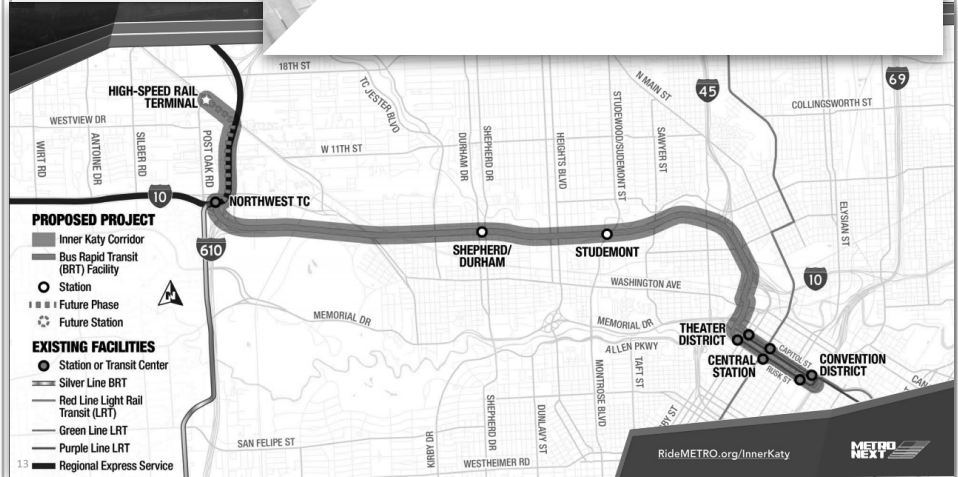 18TH ST
N MAIN ST
45
69
HIGH-SPEED RAIL
TERMINAL
TC JESTER BLVD
COLLINGSWORTH ST
WESTVIEW DR
WIRT RD
ANTOINE DR
SILBER RD
POST OAK RD
W 11TH ST
DURHAM DR
SHEPHERD DR
HEIGHTS BLVD
STUDEWOOD/SUDEMONT ST
SAWYER ST
ELYSIAN ST
10
NORTHWEST TC
610
SHEPHERD/
DURHAM
STUDEMONT
WASHINGTON AVE
10
PROPOSED PROJECT
Inner Katy Corridor
Bus Rapid Transit
(BRT) Facility
Station
Future Phase
Future Station
N
MEMORIAL DR
MEMORIAL DR
ALLEN PKWY
THEATER
DISTRICT
CENTRAL
STATION
CAPITOL ST
RUSK ST
CONVENTION
DISTRICT
CAN
EXISTING FACILITIES
Station or Transit Center
Silver Line BRT
Red Line Light Rail
Transit (LRT)
Green Line LRT
Purple Line LRT
Regional Express Service
SAN FELIPE ST
KIRBY DR
SHEPHERD DR
DUNLAVY ST
MONTROSE BLVD
TAFT ST
BY ST
WESTHEIMER RD
13
RideMETRO.org/InnerKaty
METRO
NEXT